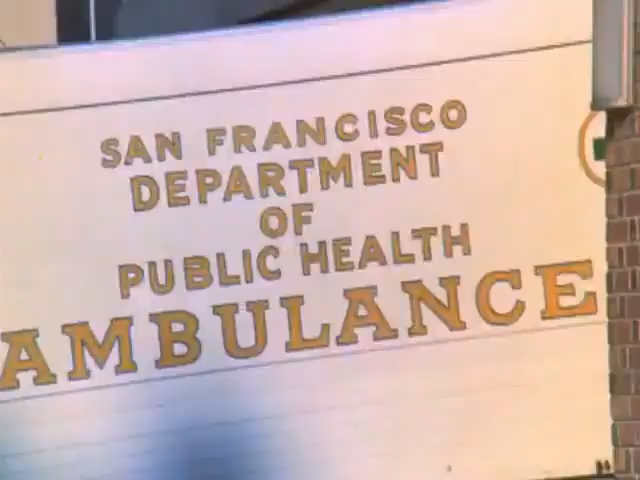 SAN FRANCISCO
DEPARTMENT
OF
PUBLIC HEALTH
AMBULANCE